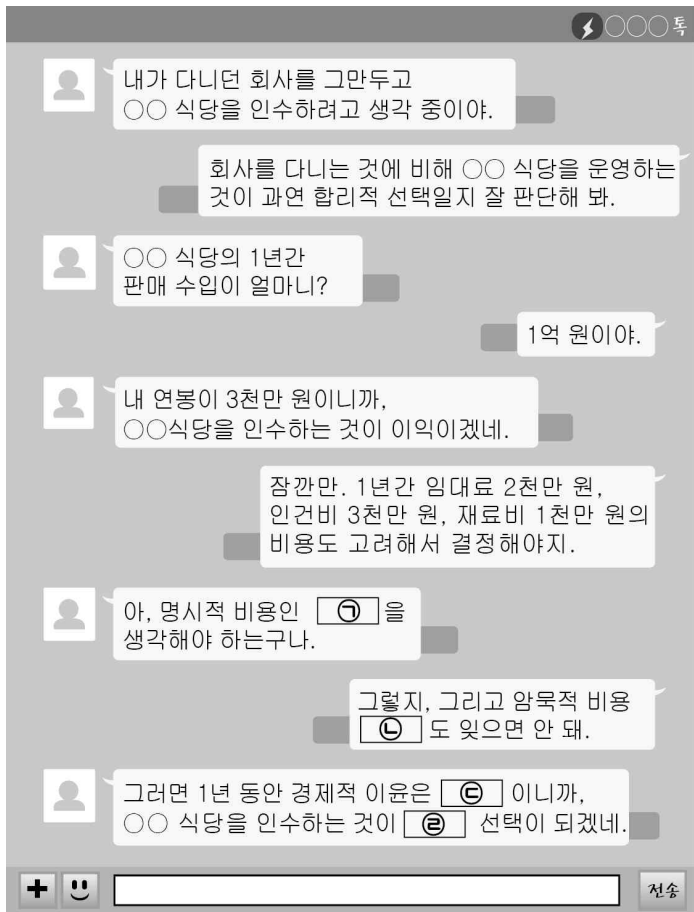 ○○○톡
내가 다니던 회사를 그만두고
○○ 식당을 인수하려고 생각 중이야.
회사를 다니는 것에 비해 ○○ 식당을 운영하는
것이 과연 합리적 선택일지 잘 판단해 봐.
○○ 식당의 1년간
판매 수입이 얼마니?
1억 원이야.
내 연봉이 3천만 원이니까,
○○식당을 인수하는 것이 이익이겠네.
잠깐만. 1년간 임대료 2천만 원,
인건비 3천만 원, 재료비 1천만 원의
비용도 고려해서 결정해야지.
아, 명시적 비용인 ㉠ 을
생각해야 하는구나.
그렇지, 그리고 암묵적 비용
㉡ 도 잊으면 안 돼.
그러면 1년 동안 경제적 이윤은 ㉢ 이니까,
○○ 식당을 인수하는 것이 ㉣ 선택이 되겠네.
전송